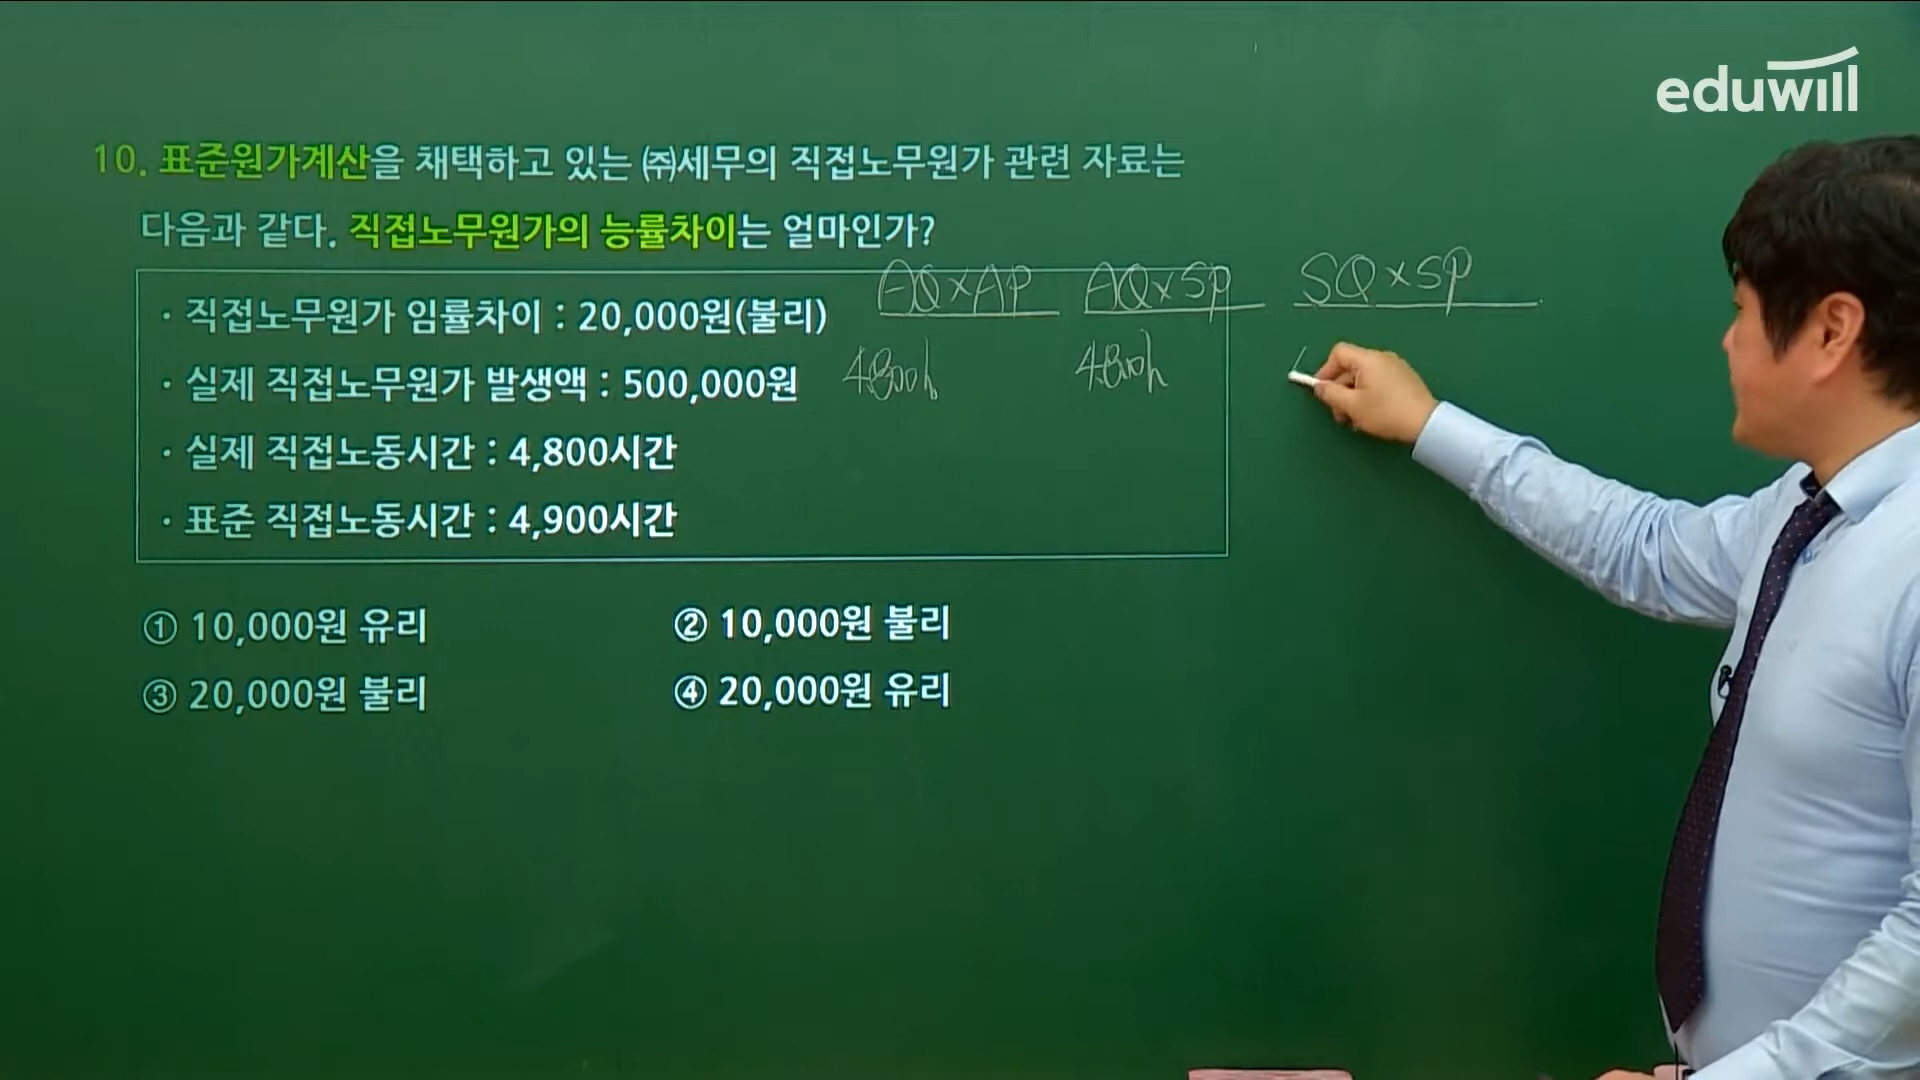 eduwill
10. 표준원가계산을 채택하고 있는 ㈜세무의 직접노무원가 관련 자료는
다음과 같다. 직접노무원가의 능률차이는 얼마인가?
AQ×AP AQ×SP SQ×SP
· 직접노무원가 임률차이 : 20,000원(불리)
4,800h 4,800h
· 실제 직접노무원가 발생액 : 500,000원
· 실제 직접노동시간 : 4,800시간
· 표준 직접노동시간 : 4,900시간
① 10,000원 유리 ② 10,000원 불리
③ 20,000원 불리 ④ 20,000원 유리